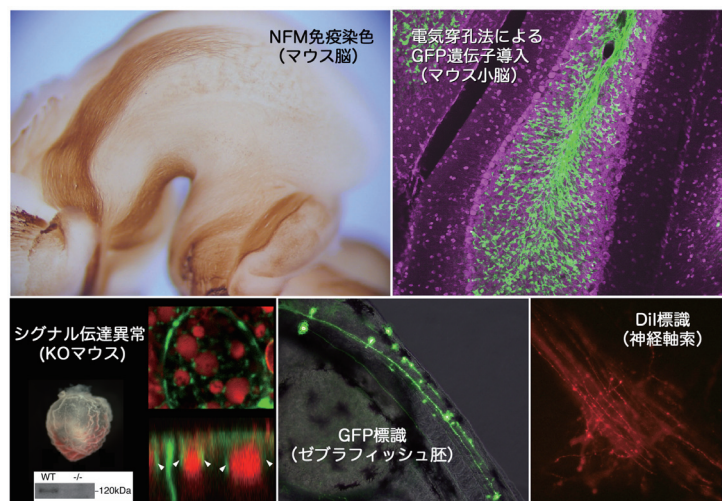 NFM免疫染色
(マウス脳)
電気穿孔法による
GFP遺伝子導入
(マウス小脳)
シグナル伝達異常
(KOマウス)
WT -/-
-120kDa
GFP標識
(ゼブラフィッシュ胚)
DiI標識
(神経軸索)